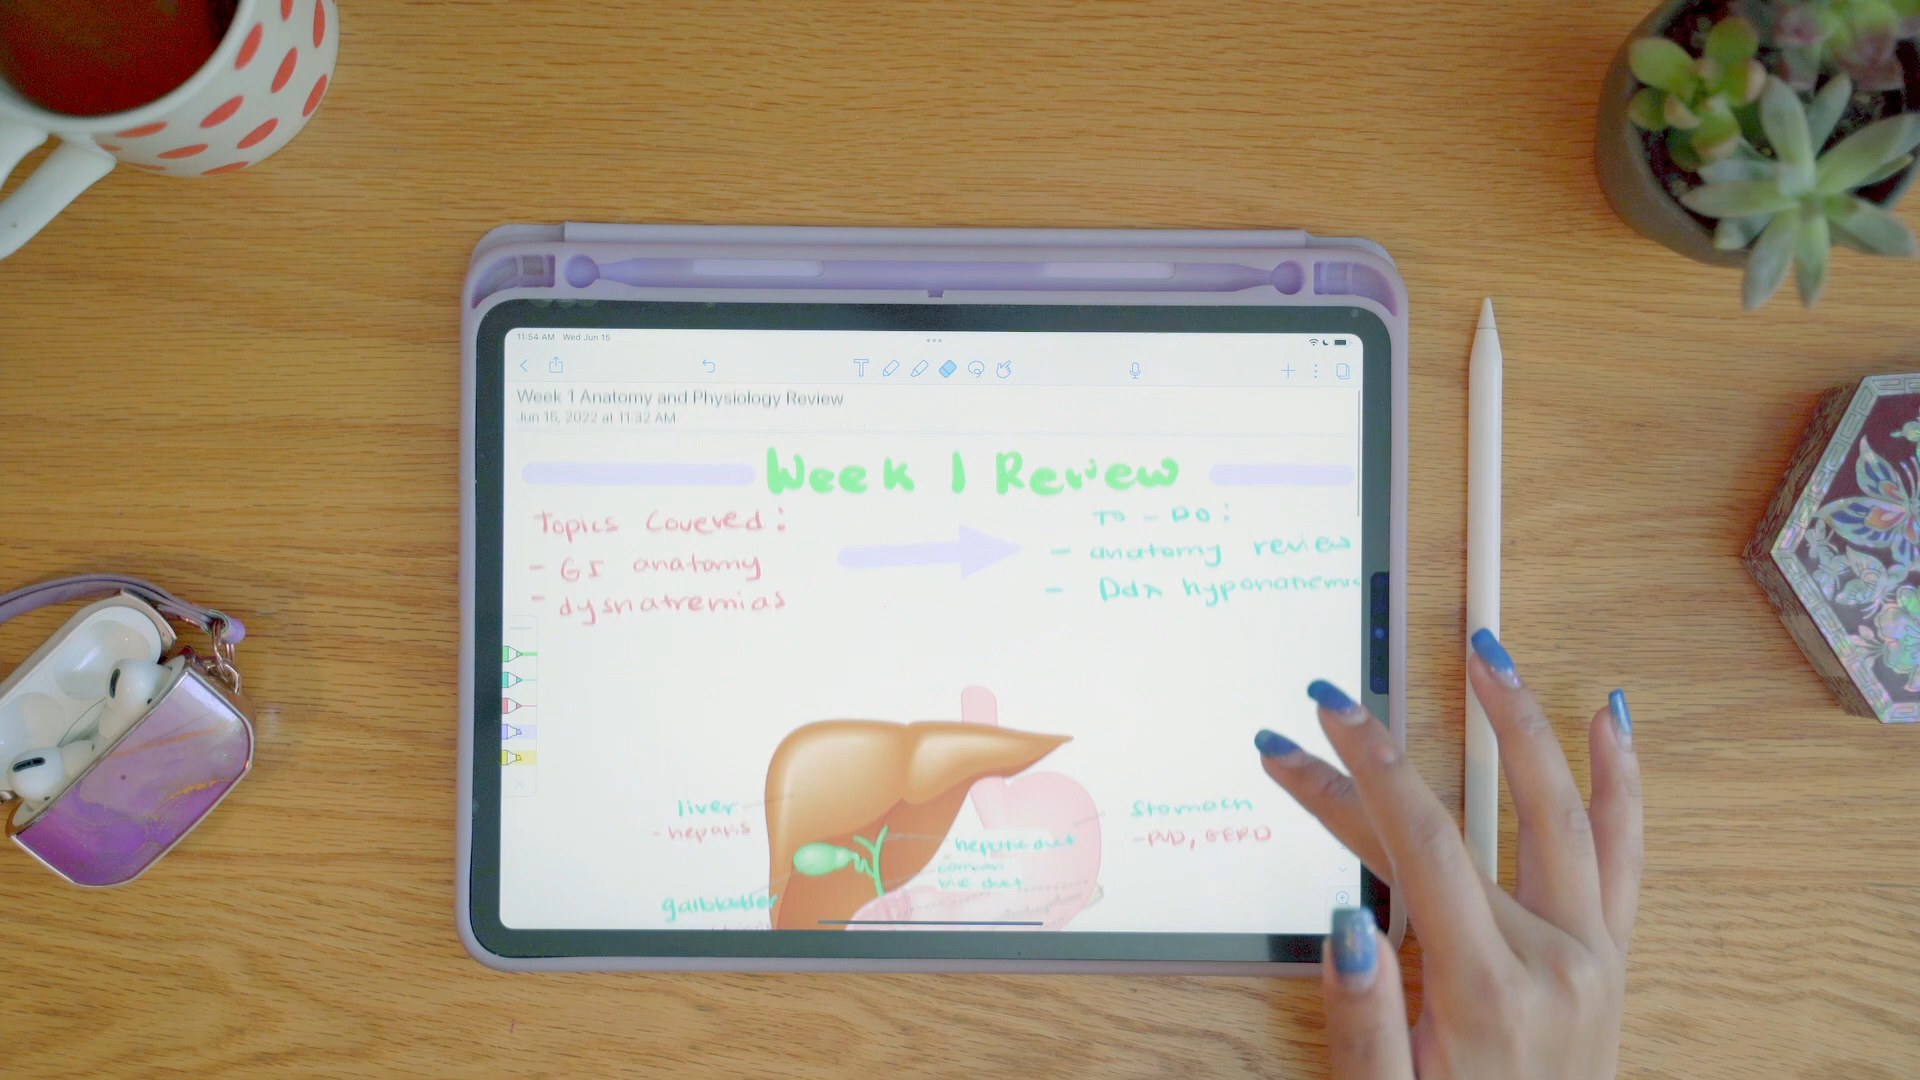 11:54 AM Wed Jun 15
Week 1 Anatomy and Physiology Review
Jun 15, 2022 at 11:32 AM
Week 1 Review
Topics Covered:
- GI anatomy
- dysnatremias
To-Do:
- anatomy review
- Ddx hyponatremia
liver
- heparis
hepatic duct
common
bile duct
gallbladder
Stomach
- PUD, GERD